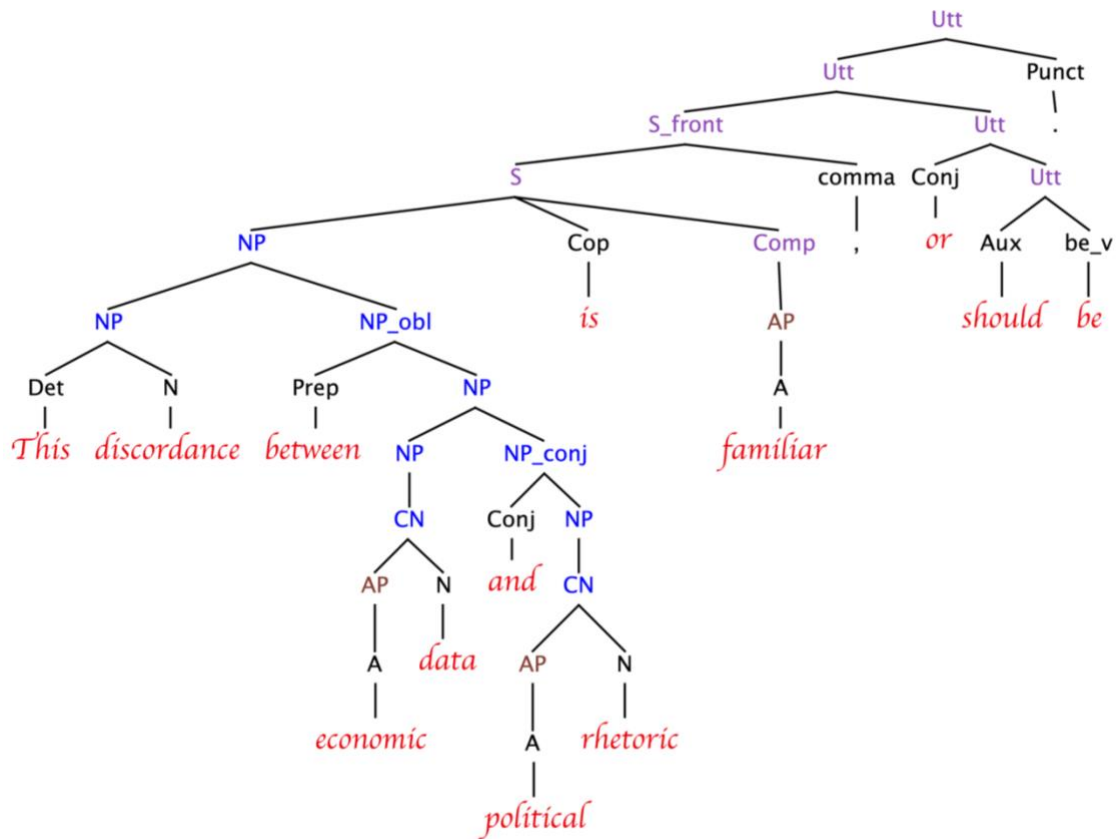 Utt
Utt Punct
S_front Utt .
S comma Conj Utt
NP Cop Comp , or Aux be_v
NP NP_obl is AP should be
Det N Prep NP A
This discordance between NP NP_conj familiar
CN Conj NP
AP N and CN
A data AP N
economic A rhetoric
political